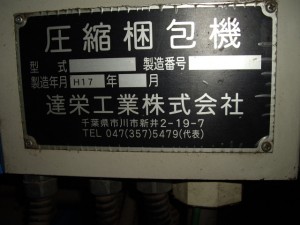 圧縮梱包機
型式 製造番号
製造年月 H17 年 月
達栄工業株式会社
千葉県市川市新井2-19-7
TEL 047(357)5479(代表)